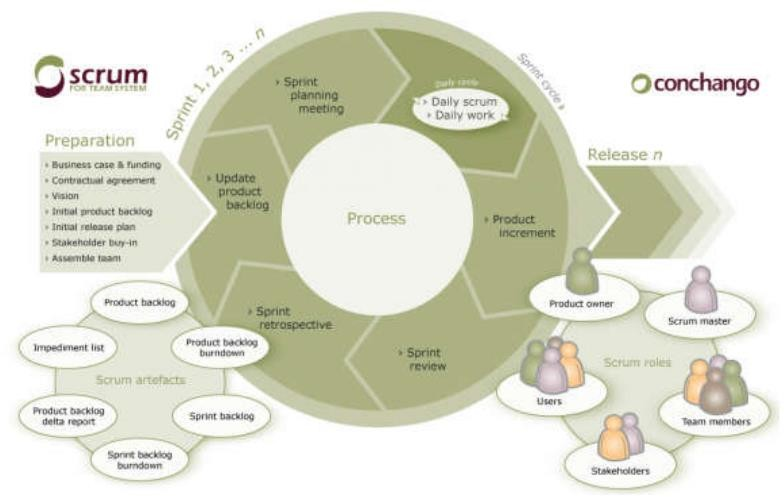 scrum
FOR TEAM SYSTEM
Sprint 1, 2, 3 ... n
Sprint cycle
conchango
Preparation
› Business case & funding
› Contractual agreement
› Vision
› Initial product backlog
› Initial release plan
› Stakeholder buy-in
› Assemble team
› Sprint
planning
meeting
Daily cycle
› Daily scrum
› Daily work
› Update
product
backlog
Process
› Product
increment
› Sprint
retrospective
› Sprint
review
Release n
Product backlog
Impediment list
Product backlog
burndown
Scrum artefacts
Product backlog
delta report
Sprint backlog
Sprint backlog
burndown
Product owner
Scrum master
Scrum roles
Users
Team members
Stakeholders